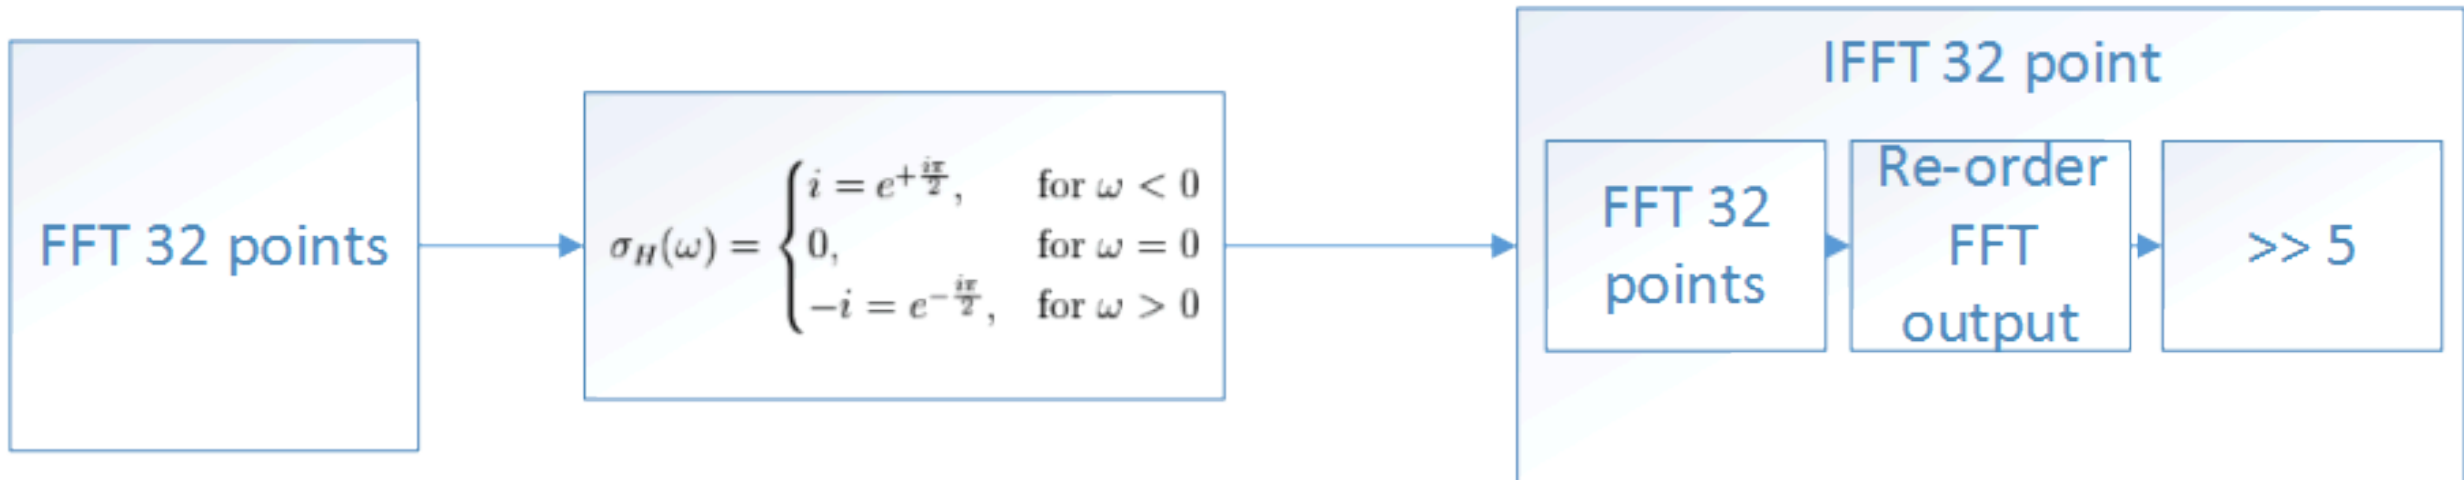 FFT 32 points
σ_H(ω) = { i = e^{+iπ/2}, for ω < 0
0, for ω = 0
−i = e^{−iπ/2}, for ω > 0
IFFT 32 point
FFT 32
points
Re-order
FFT
output
>> 5